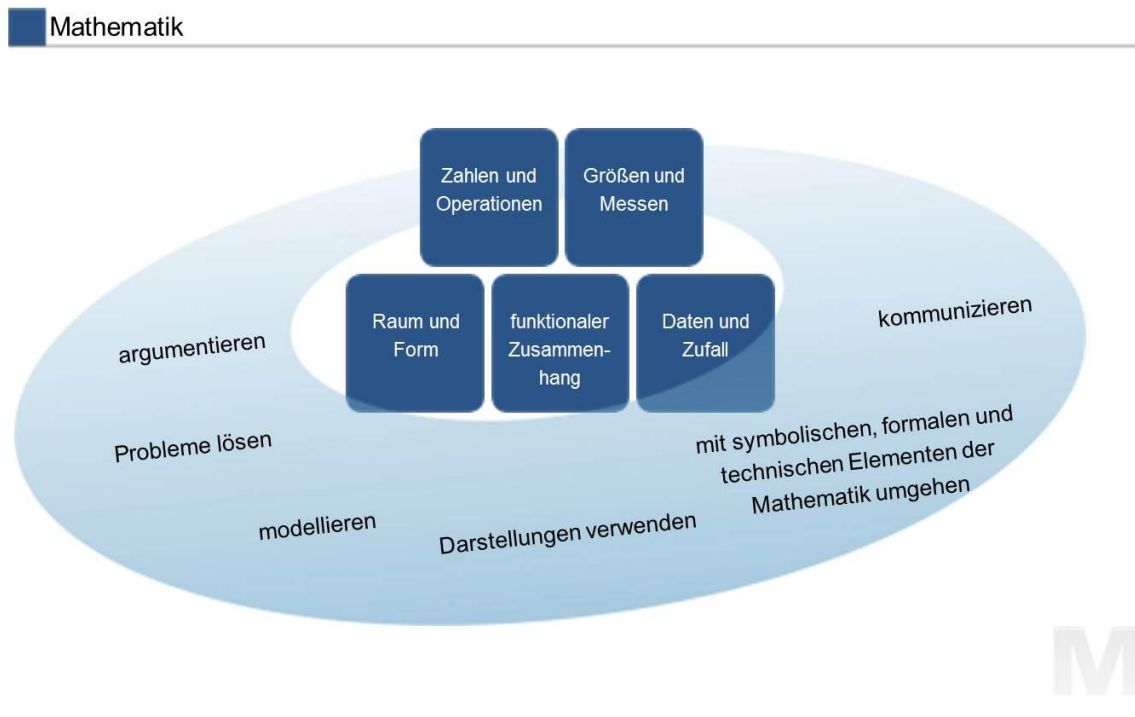 Mathematik
Zahlen und
Operationen
Größen und
Messen
Raum und
Form
funktionaler
Zusammen-
hang
Daten und
Zufall
argumentieren
Probleme lösen
modellieren
Darstellungen verwenden
mit symbolischen, formalen und
technischen Elementen der
Mathematik umgehen
kommunizieren
M